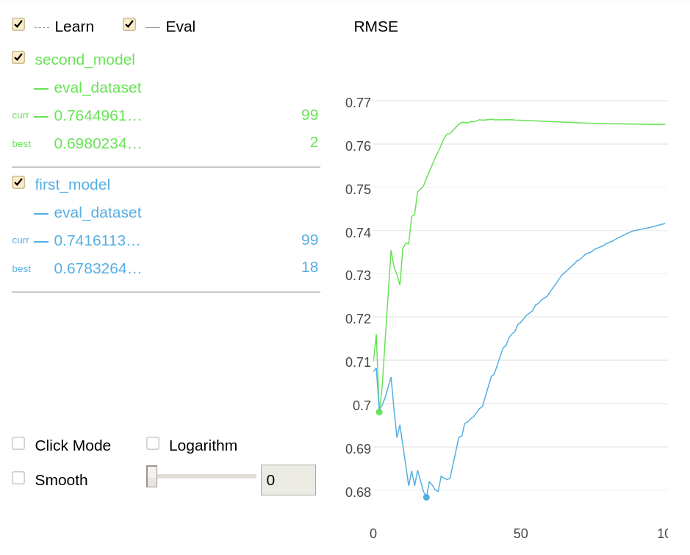 Learn
Eval
second_model
eval_dataset
curr 0.7644961… 99
best 0.6980234… 2
first_model
eval_dataset
curr 0.7416113… 99
best 0.6783264… 18
Click Mode
Logarithm
Smooth
0
RMSE
0.77
0.76
0.75
0.74
0.73
0.72
0.71
0.7
0.69
0.68
0
50